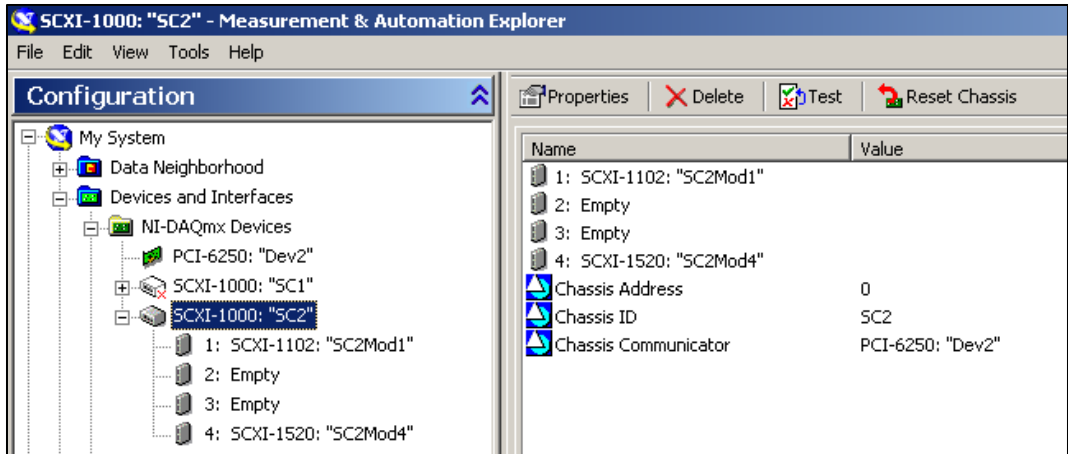 SCXI-1000: "SC2" - Measurement & Automation Explorer
File Edit View Tools Help
Configuration
My System
Data Neighborhood
Devices and Interfaces
NI-DAQmx Devices
PCI-6250: "Dev2"
SCXI-1000: "SC1"
SCXI-1000: "SC2"
1: SCXI-1102: "SC2Mod1"
2: Empty
3: Empty
4: SCXI-1520: "SC2Mod4"
Properties Delete Test Reset Chassis
Name Value
1: SCXI-1102: "SC2Mod1"
2: Empty
3: Empty
4: SCXI-1520: "SC2Mod4"
Chassis Address 0
Chassis ID SC2
Chassis Communicator PCI-6250: "Dev2"